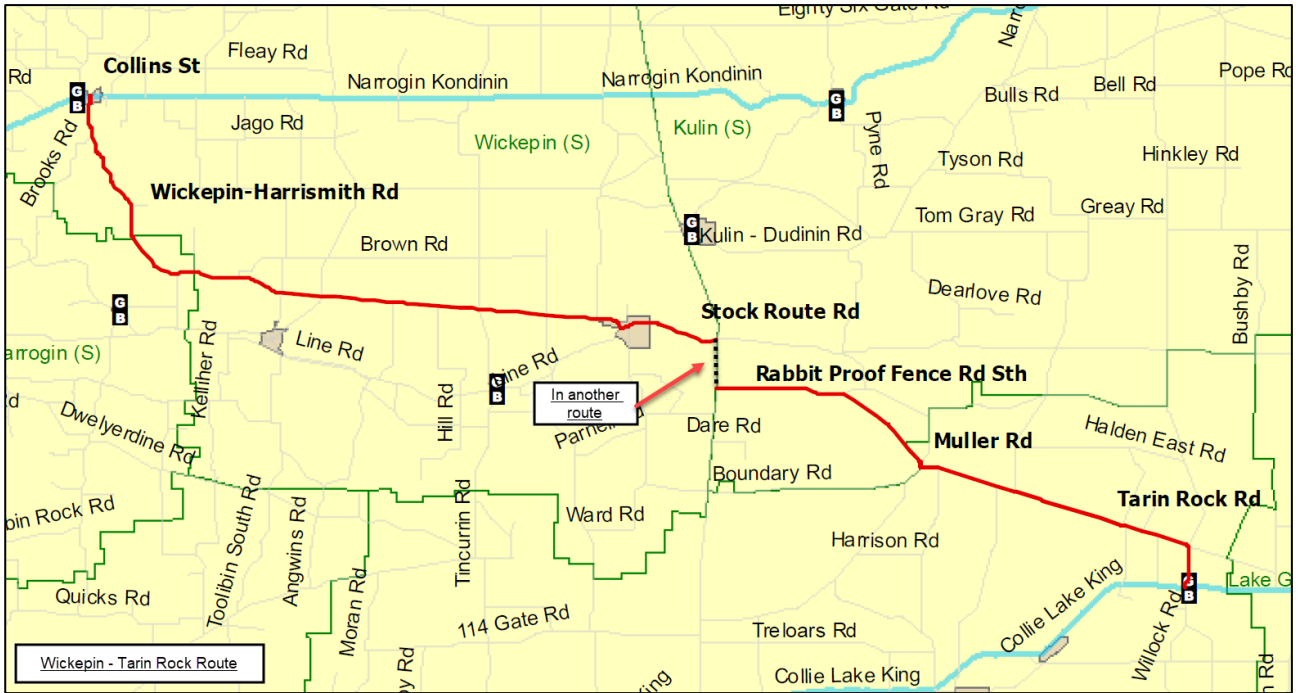 Eighty Six Gate Rd
Narro
Fleay Rd
Collins St
Rd
G
B
Narrogin Kondinin
Narrogin Kondinin
Pope Rd
Bell Rd
Bulls Rd
G
B
Jago Rd
Brooks Rd
Wickepin (S)
Kulin (S)
Pyne Rd
Tyson Rd
Hinkley Rd
Wickepin-Harrismith Rd
Greay Rd
Tom Gray Rd
G
B
Kulin - Dudinin Rd
Brown Rd
Bushby Rd
Dearlove Rd
G
B
Stock Route Rd
Line Rd
arrogin (S)
Kelliher Rd
Rabbit Proof Fence Rd Sth
G
B
ine Rd
In another
route
Hill Rd
d
Dwelyerdine Rd
Dare Rd
Muller Rd
Halden East Rd
Boundary Rd
Tarin Rock Rd
bin Rock Rd
Ward Rd
Harrison Rd
Toolibin South Rd
Angwins Rd
Tincurrin Rd
Quicks Rd
Moran Rd
114 Gate Rd
Treloars Rd
Collie Lake King
G
B
Lake G
Willock Rd
Wickepin - Tarin Rock Route
by Rd
King
Collie Lake King
n Rd